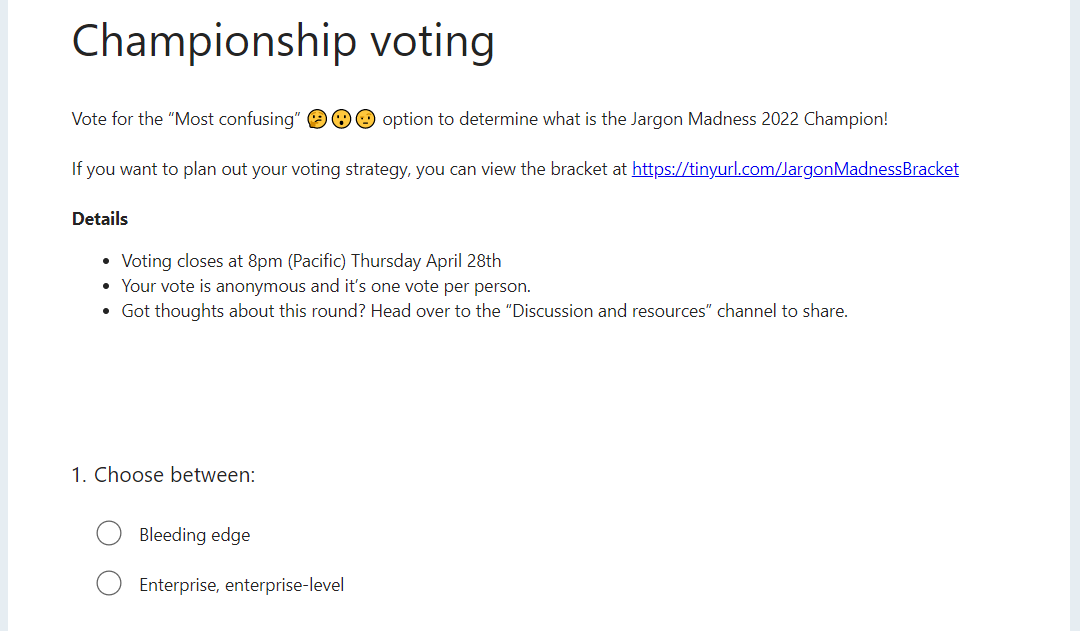 Championship voting
Vote for the “Most confusing” 🤔😮🤨 option to determine what is the Jargon Madness 2022 Champion!
If you want to plan out your voting strategy, you can view the bracket at https://tinyurl.com/JargonMadnessBracket
Details
• Voting closes at 8pm (Pacific) Thursday April 28th
• Your vote is anonymous and it’s one vote per person.
• Got thoughts about this round? Head over to the “Discussion and resources” channel to share.
1. Choose between:
Bleeding edge
Enterprise, enterprise-level